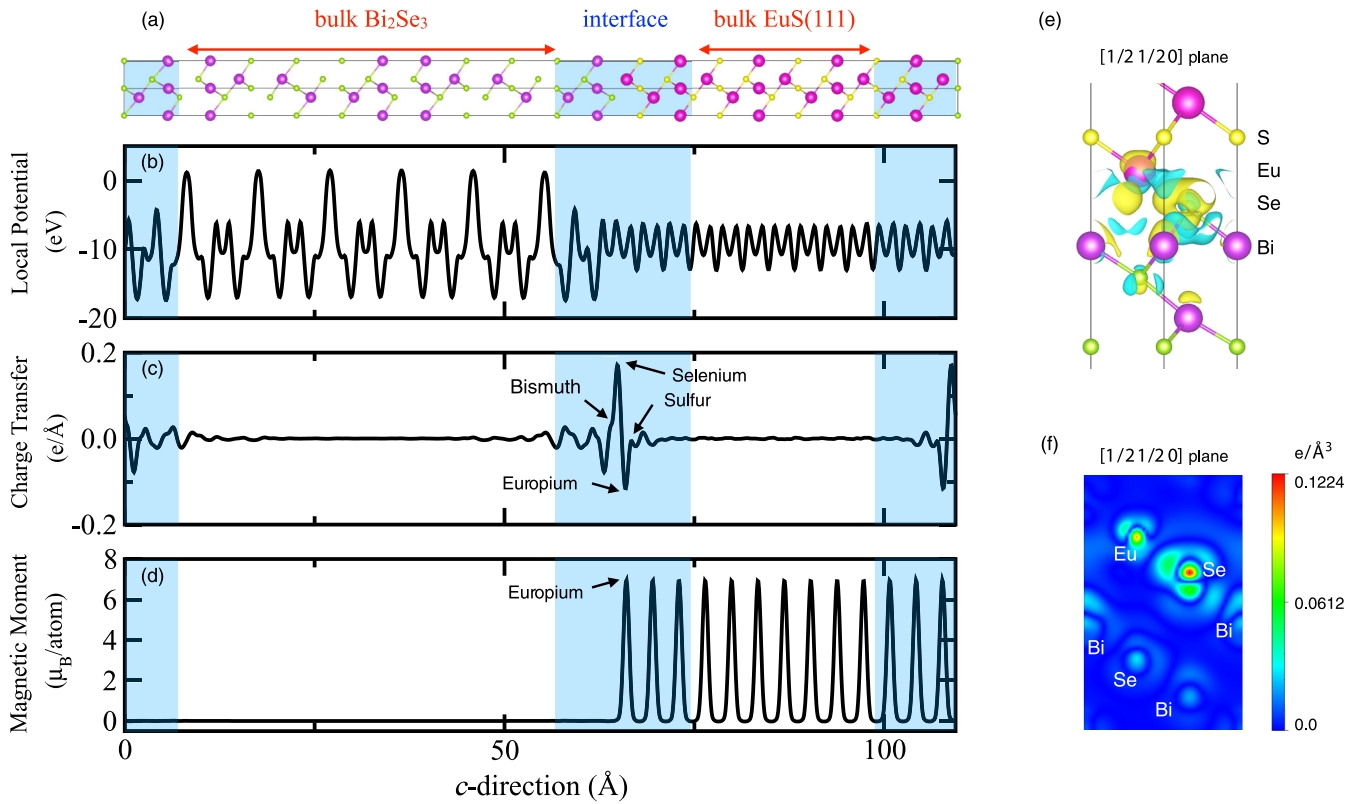 (a)
bulk Bi₂Se₃
interface
bulk EuS(111)
(b)
0
-10
-20
Local Potential
(eV)
(c)
0.2
0.0
-0.2
Charge Transfer
(e/Å)
Bismuth
Selenium
Sulfur
Europium
(d)
8
6
4
2
0
Magnetic Moment
(μB/atom)
Europium
0
50
100
c-direction (Å)
(e)
[1/2 1/2 0] plane
S
Eu
Se
Bi
(f)
[1/2 1/2 0] plane
e/Å³
0.1224
0.0612
0.0
Eu
Se
Bi
Bi
Se
Bi